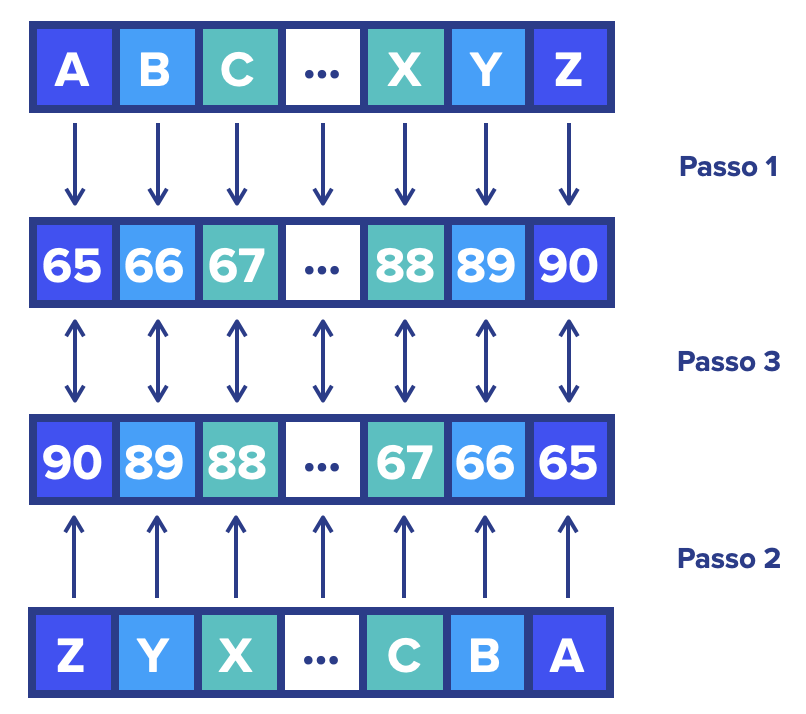 A B C ... X Y Z
Passo 1
65 66 67 ... 88 89 90
Passo 3
90 89 88 ... 67 66 65
Passo 2
Z Y X ... C B A